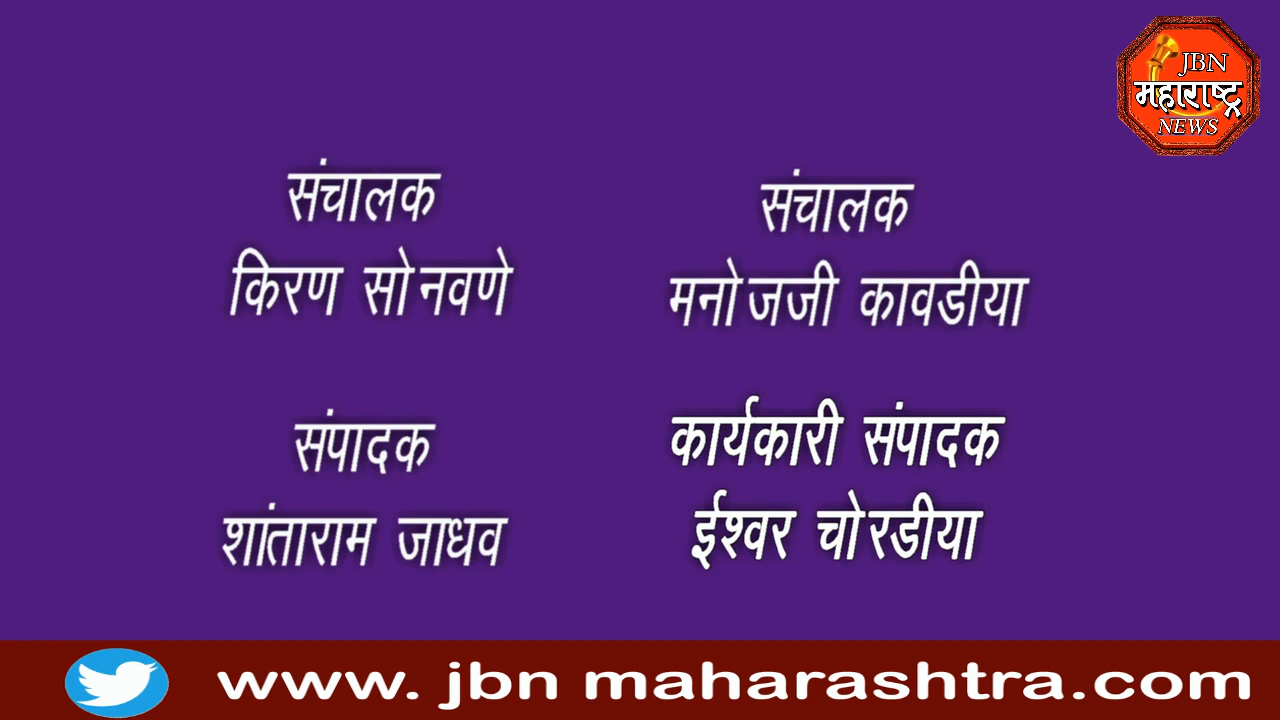 JBN
महाराष्ट्र
NEWS
संचालक
किरण सोनवणे
संचालक
मनोजजी कावडीया
संपादक
शांताराम जाधव
कार्यकारी संपादक
ईश्वर चोरडीया
www. jbn maharashtra.com